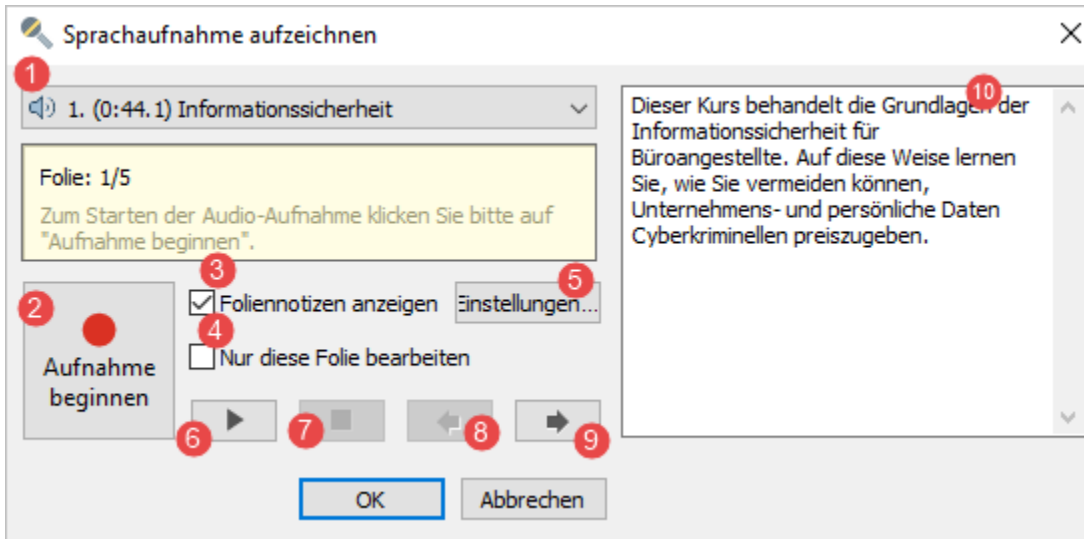 Sprachaufnahme aufzeichnen
1
1. (0:44.1) Informationssicherheit
Folie: 1/5
Zum Starten der Audio-Aufnahme klicken Sie bitte auf
"Aufnahme beginnen".
2
Aufnahme
beginnen
3
Foliennotizen anzeigen
4
Nur diese Folie bearbeiten
5
Einstellungen...
6
7
8
9
10
Dieser Kurs behandelt die Grundlagen der
Informationssicherheit für
Büroangestellte. Auf diese Weise lernen
Sie, wie Sie vermeiden können,
Unternehmens- und persönliche Daten
Cyberkriminellen preiszugeben.
OK
Abbrechen